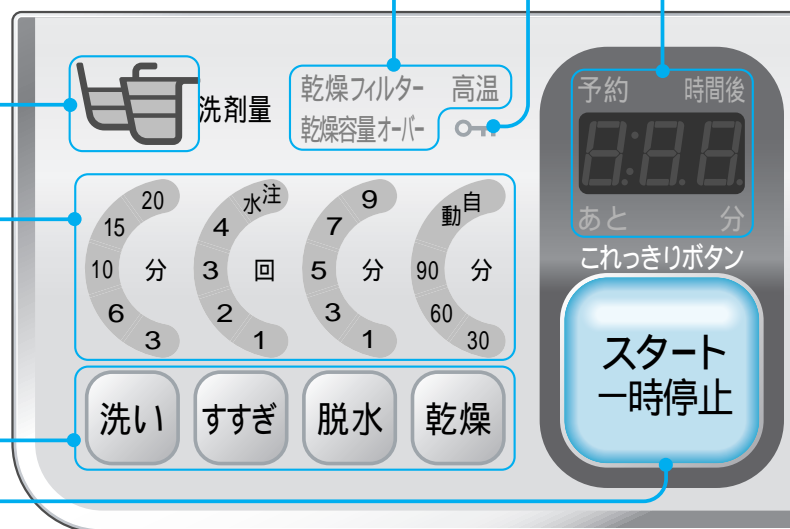 洗剤量
乾燥フィルター 高温
乾燥容量オーバー
予約 時間後
8:88
あと 分
これっきりボタン
スタート
一時停止
20
15
10 分
6
3
注水
4
3 回
2
1
9
7
5 分
3
1
自動
90 分
60
30
洗い
すすぎ
脱水
乾燥